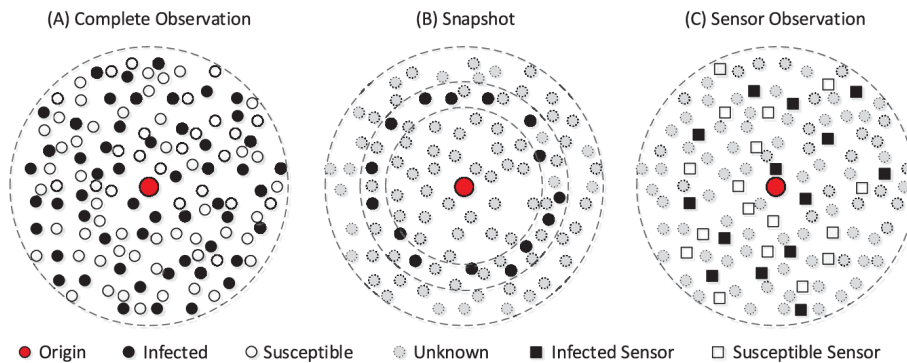 (A) Complete Observation
(B) Snapshot
(C) Sensor Observation
Origin
Infected
Susceptible
Unknown
Infected Sensor
Susceptible Sensor